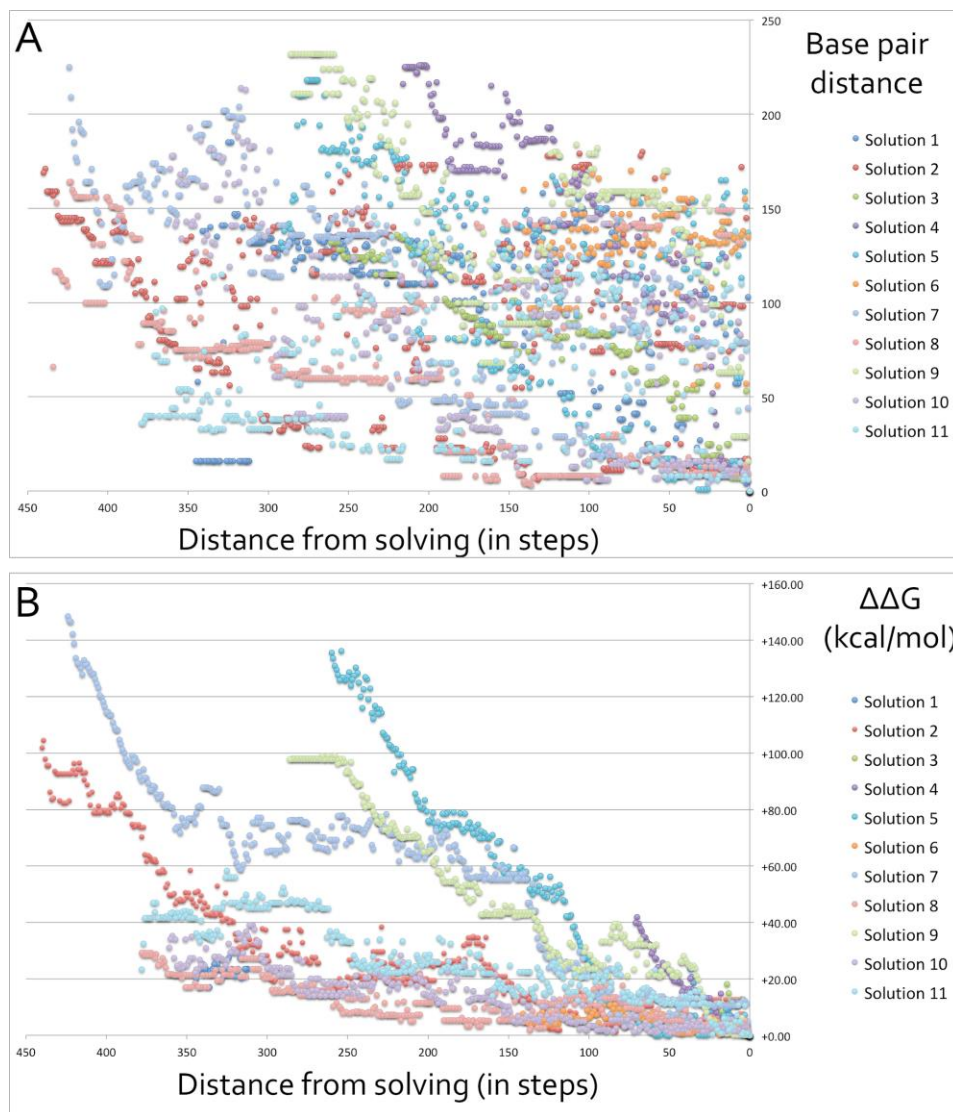 A
Base pair
distance
250
200
150
100
50
0
Solution 1
Solution 2
Solution 3
Solution 4
Solution 5
Solution 6
Solution 7
Solution 8
Solution 9
Solution 10
Solution 11
450 400 350 300 250 200 150 100 50 0
Distance from solving (in steps)
B
ΔΔG
(kcal/mol)
+160.00
+140.00
+120.00
+100.00
+80.00
+60.00
+40.00
+20.00
+0.00
Solution 1
Solution 2
Solution 3
Solution 4
Solution 5
Solution 6
Solution 7
Solution 8
Solution 9
Solution 10
Solution 11
450 400 350 300 250 200 150 100 50 0
Distance from solving (in steps)